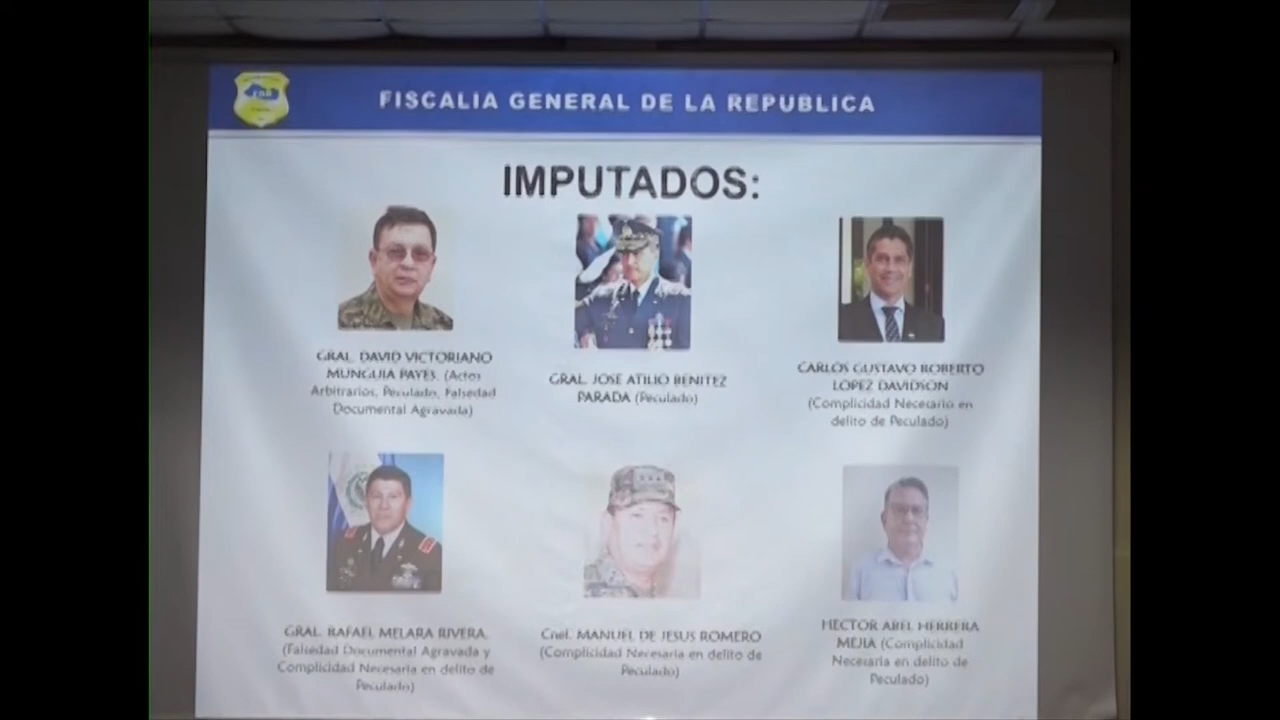 FGR
FISCALIA GENERAL DE LA REPUBLICA
IMPUTADOS:
GRAL. DAVID VICTORIANO
MUNGUIA PAYES. (Actos
Arbitrarios, Peculado, Falsedad
Documental Agravada)
GRAL. JOSE ATILIO BENITEZ
PARADA (Peculado)
CARLOS GUSTAVO ROBERTO
LOPEZ DAVIDSON
(Complicidad Necesario en
delito de Peculado)
GRAL. RAFAEL MELARA RIVERA.
(Falsedad Documental Agravada y
Complicidad Necesaria en delito de
Peculado)
Cnel. MANUEL DE JESUS ROMERO
(Complicidad Necesaria en delito de
Peculado)
HECTOR ABEL HERRERA
MEJIA (Complicidad
Necesaria en delito de
Peculado)